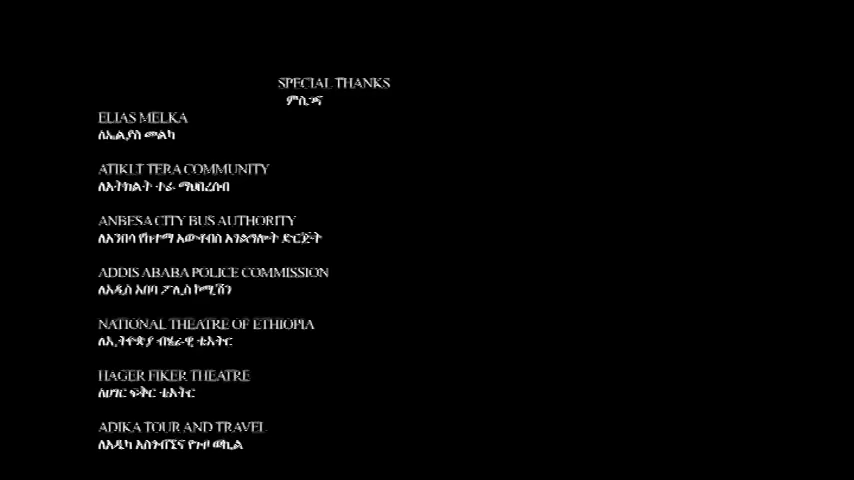 SPECIAL THANKS
ምስጋና
ELIAS MELKA
ለኤልያስ መልካ
ATIKLT TERA COMMUNITY
ለአትክልት ተራ ማህበረሰብ
ANBESA CITY BUS AUTHORITY
ለአንበሳ የከተማ አውቶብስ አገልግሎት ድርጅት
ADDIS ABABA POLICE COMMISSION
ለአዲስ አበባ ፖሊስ ኮሚሽን
NATIONAL THEATRE OF ETHIOPIA
ለኢትዮጵያ ብሄራዊ ቴአትር
HAGER FIKER THEATRE
ለሀገር ፍቅር ቴአትር
ADIKA TOUR AND TRAVEL
ለአዲካ አስጎብኚና የጉዞ ወኪል